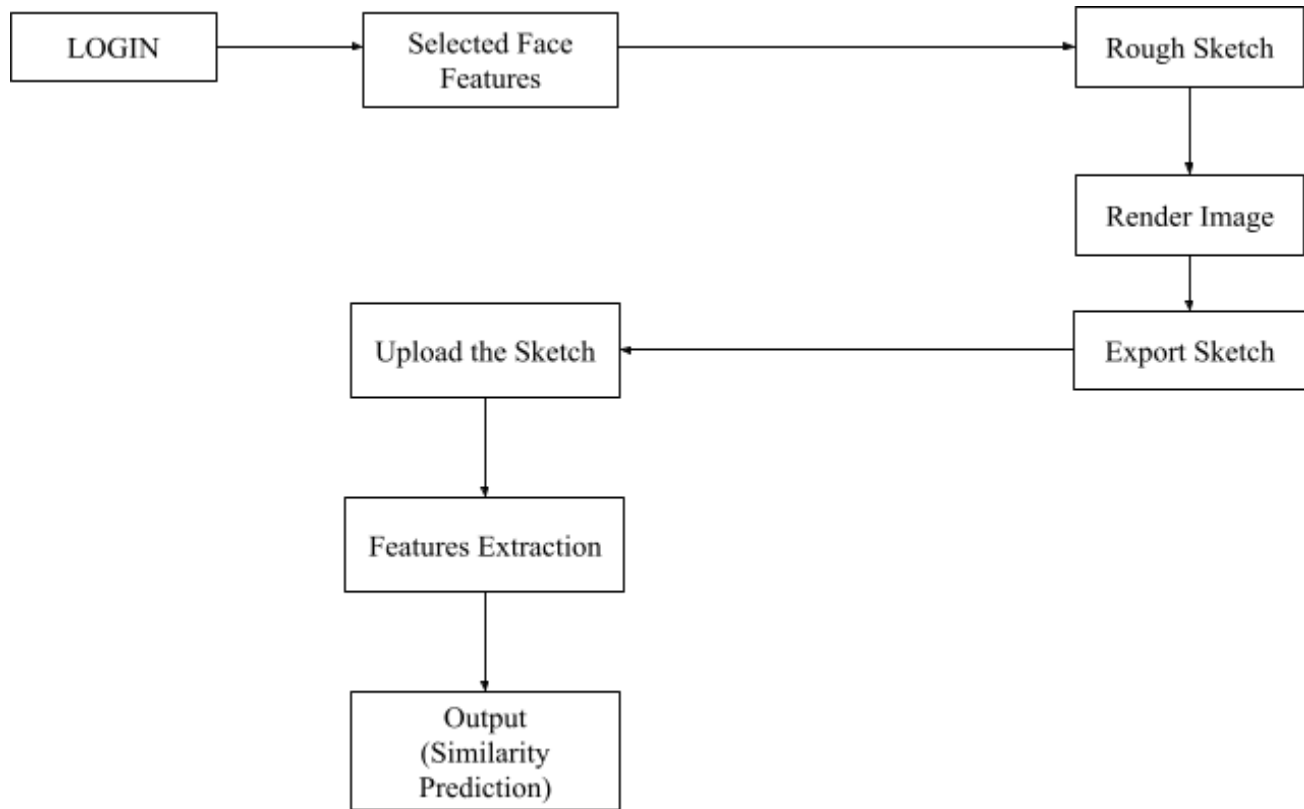 LOGIN
Selected Face
Features
Rough Sketch
Render Image
Export Sketch
Upload the Sketch
Features Extraction
Output
(Similarity
Prediction)